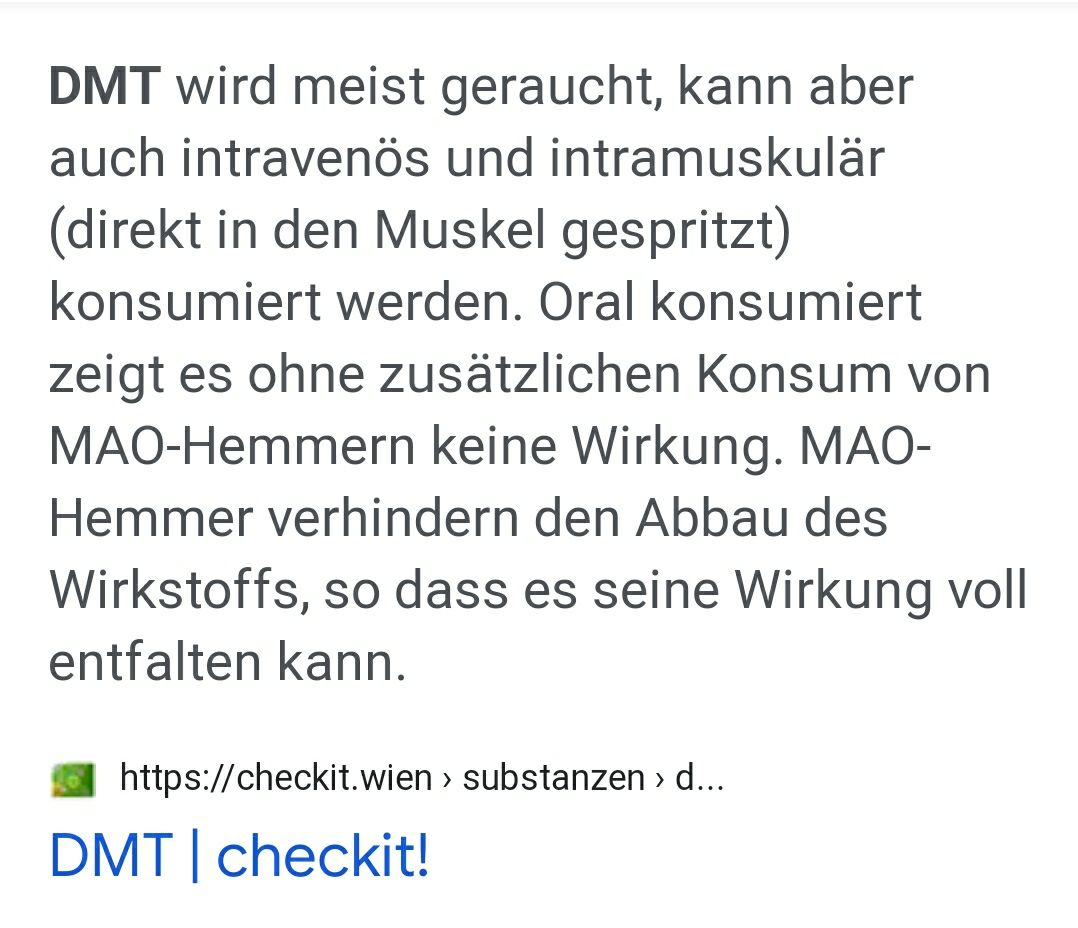 DMT wird meist geraucht, kann aber
auch intravenös und intramuskulär
(direkt in den Muskel gespritzt)
konsumiert werden. Oral konsumiert
zeigt es ohne zusätzlichen Konsum von
MAO-Hemmern keine Wirkung. MAO-
Hemmer verhindern den Abbau des
Wirkstoffs, so dass es seine Wirkung voll
entfalten kann.
https://checkit.wien › substanzen › d...
DMT | checkit!